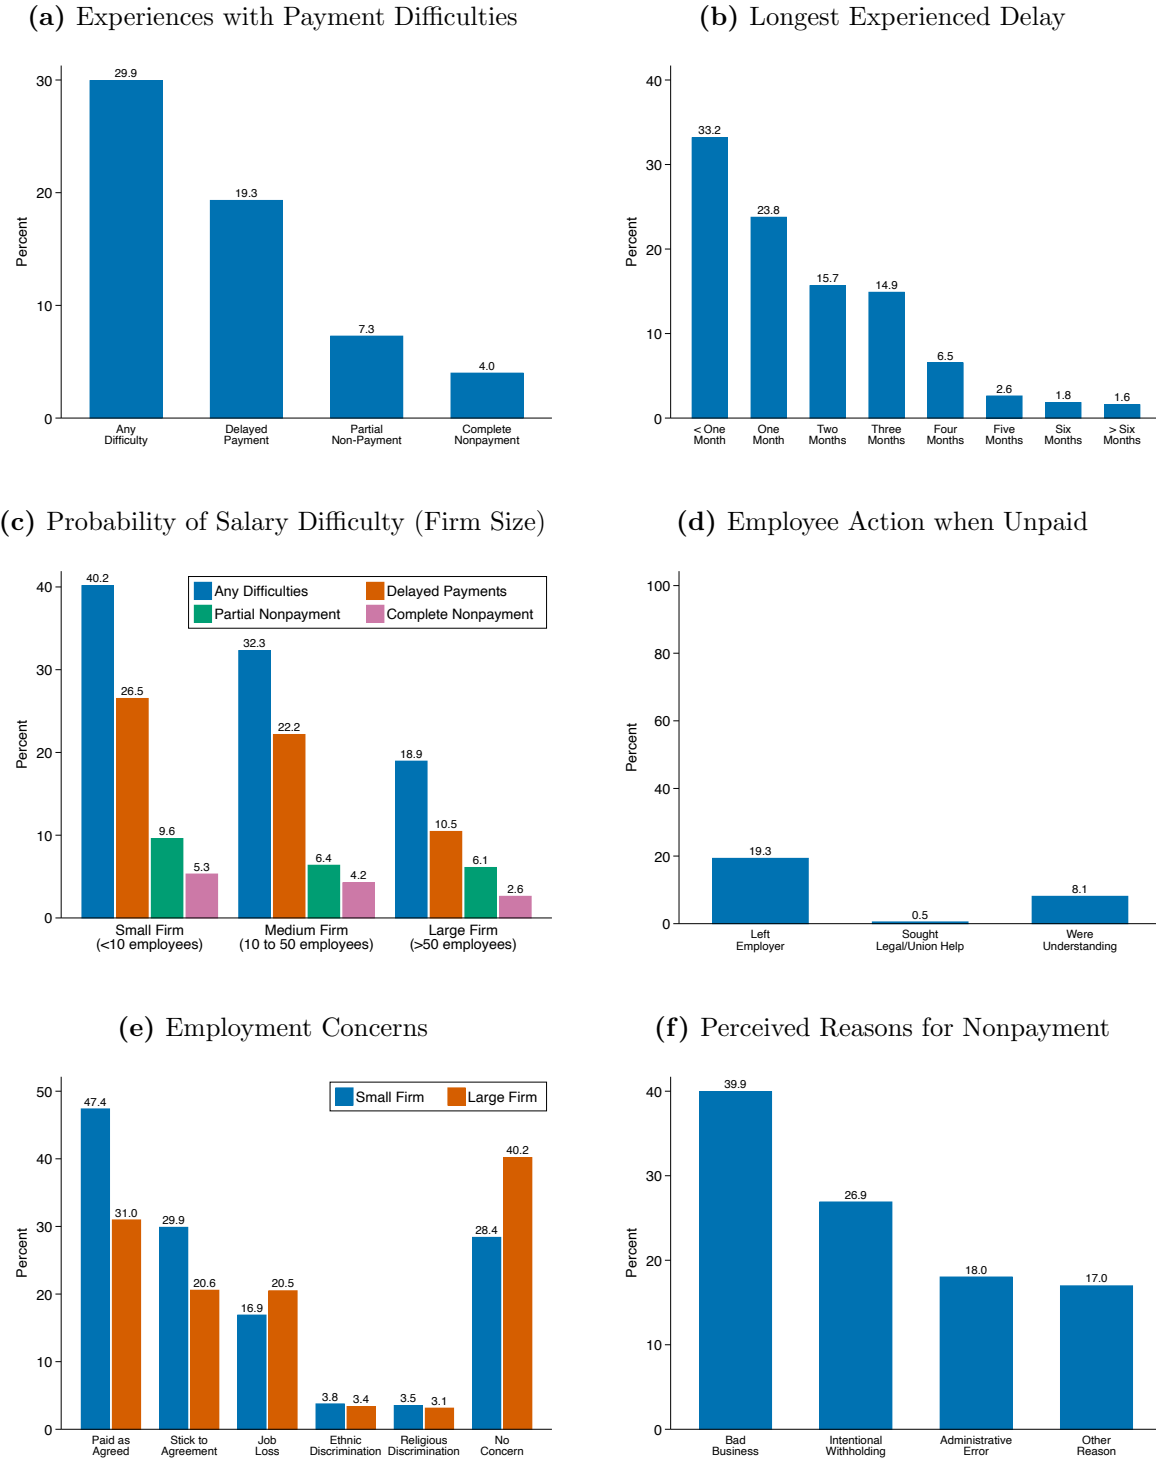 (a) Experiences with Payment Difficulties
30
20
10
0
Percent
29.9
19.3
7.3
4.0
Any
Difficulty
Delayed
Payment
Partial
Non-Payment
Complete
Nonpayment
(b) Longest Experienced Delay
40
30
20
10
0
Percent
33.2
23.8
15.7
14.9
6.5
2.6
1.8
1.6
< One
Month
One
Month
Two
Months
Three
Months
Four
Months
Five
Months
Six
Months
> Six
Months
(c) Probability of Salary Difficulty (Firm Size)
40
30
20
10
0
Percent
Any Difficulties
Delayed Payments
Partial Nonpayment
Complete Nonpayment
40.2
26.5
9.6
5.3
32.3
22.2
6.4
4.2
18.9
10.5
6.1
2.6
Small Firm
(<10 employees)
Medium Firm
(10 to 50 employees)
Large Firm
(>50 employees)
(d) Employee Action when Unpaid
100
80
60
40
20
0
Percent
19.3
0.5
8.1
Left
Employer
Sought
Legal/Union Help
Were
Understanding
(e) Employment Concerns
50
40
30
20
10
0
Percent
Small Firm
Large Firm
47.4
31.0
29.9
20.6
16.9
20.5
3.8
3.4
3.5
3.1
28.4
40.2
Paid as
Agreed
Stick to
Agreement
Job
Loss
Ethnic
Discrimination
Religious
Discrimination
No
Concern
(f) Perceived Reasons for Nonpayment
40
30
20
10
0
Percent
39.9
26.9
18.0
17.0
Bad
Business
Intentional
Withholding
Administrative
Error
Other
Reason